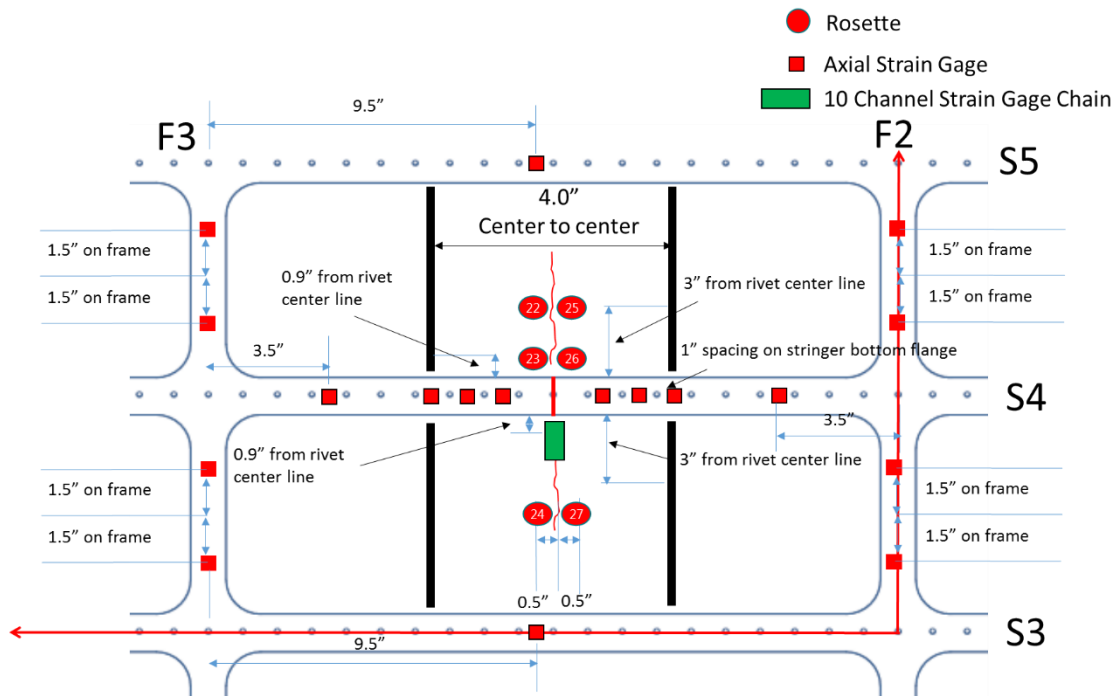 Rosette
Axial Strain Gage
10 Channel Strain Gage Chain
9.5”
F3
F2
S5
4.0”
Center to center
1.5” on frame
1.5” on frame
0.9” from rivet
center line
3” from rivet center line
1.5” on frame
1.5” on frame
22
25
23
26
3.5”
1” spacing on stringer bottom flange
S4
3.5”
0.9” from rivet
center line
3” from rivet center line
1.5” on frame
1.5” on frame
1.5” on frame
1.5” on frame
24
27
0.5”
0.5”
S3
9.5”